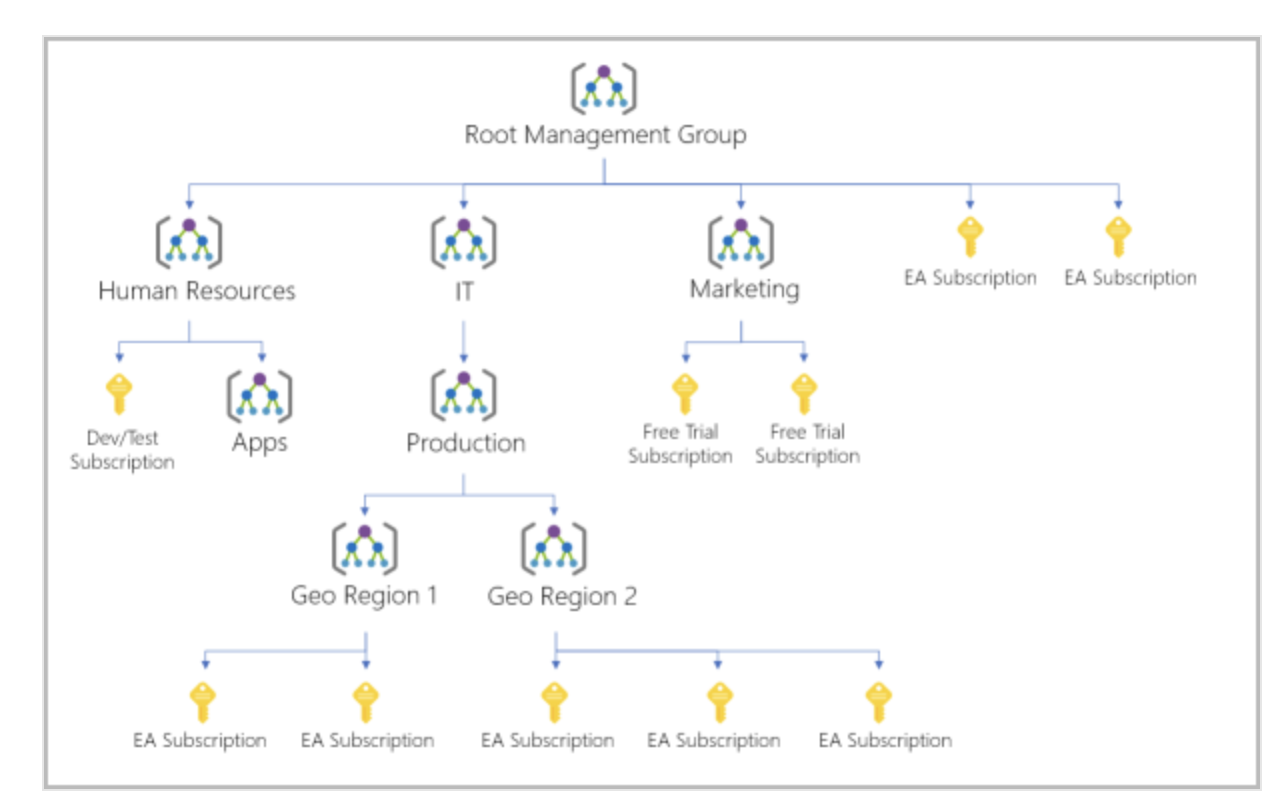 Root Management Group
Human Resources
IT
Marketing
EA Subscription
EA Subscription
Dev/Test
Subscription
Apps
Production
Free Trial
Subscription
Free Trial
Subscription
Geo Region 1
Geo Region 2
EA Subscription
EA Subscription
EA Subscription
EA Subscription
EA Subscription